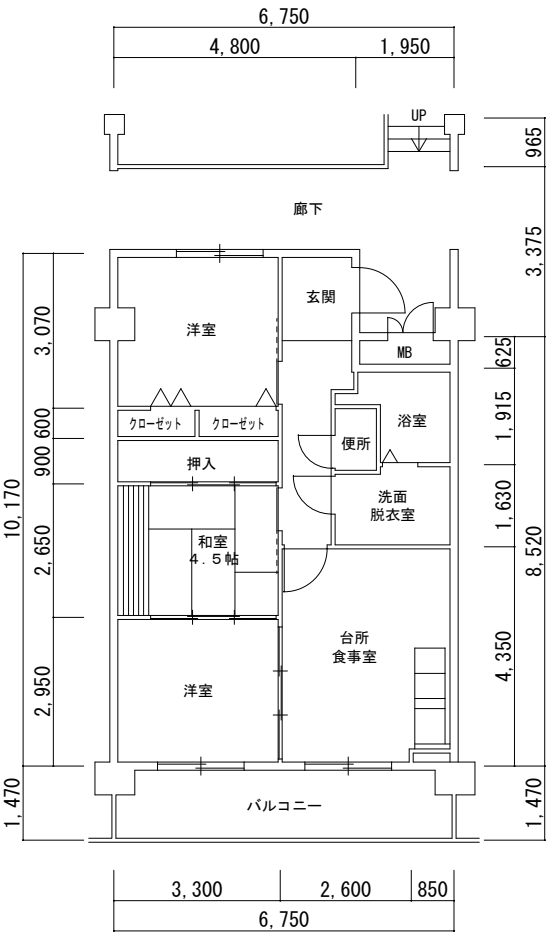 6,750
4,800
1,950
UP
965
廊下
3,375
玄関
洋室
3,070
MB
625
クローゼット
クローゼット
600
浴室
1,915
便所
押入
900
10,170
洗面
脱衣室
1,630
和室
4.5帖
2,650
8,520
台所
食事室
4,350
洋室
2,950
バルコニー
1,470
1,470
3,300
2,600
850
6,750